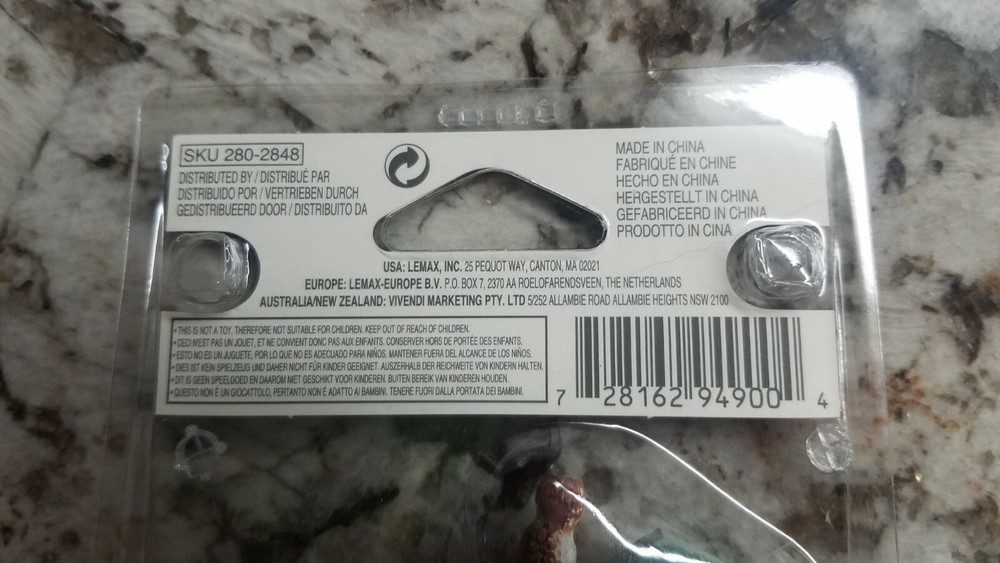 SKU 280-2848
DISTRIBUTED BY / DISTRIBUÉ PAR
DISTRIBUIDO POR / VERTRIEBEN DURCH
GEDISTRIBUEERD DOOR / DISTRIBUITO DA
MADE IN CHINA
FABRIQUÉ EN CHINE
HECHO EN CHINA
HERGESTELLT IN CHINA
GEFABRICEERD IN CHINA
PRODOTTO IN CINA
USA: LEMAX, INC. 25 PEQUOT WAY, CANTON, MA 02021
EUROPE: LEMAX-EUROPE B.V. P.O. BOX 7, 2370 AA ROELOFARENDSVEEN, THE NETHERLANDS
AUSTRALIA/NEW ZEALAND: VIVENDI MARKETING PTY. LTD 5/252 ALLAMBIE ROAD ALLAMBIE HEIGHTS NSW 2100
• THIS IS NOT A TOY, THEREFORE NOT SUITABLE FOR CHILDREN. KEEP OUT OF REACH OF CHILDREN.
• CECI N'EST PAS UN JOUET, ET NE CONVIENT DONC PAS AUX ENFANTS. CONSERVER HORS DE PORTÉE DES ENFANTS.
• ESTO NO ES UN JUGUETE, POR LO QUE NO ES ADECUADO PARA NIÑOS. MANTENER FUERA DEL ALCANCE DE LOS NIÑOS.
• DIES IST KEIN SPIELZEUG UND DAHER NICHT FÜR KINDER GEEIGNET. AUSZERHALB DER REICHWEITE VON KINDERN HALTEN.
• DIT IS GEEN SPEELGOED EN DAAROM NIET GESCHIKT VOOR KINDEREN. BUITEN BEREIK VAN KINDEREN HOUDEN.
• QUESTO NON È UN GIOCATTOLO, PERTANTO NON È ADATTO AI BAMBINI. TENERE FUORI DALLA PORTATA DEI BAMBINI.
7 28162 94900 4